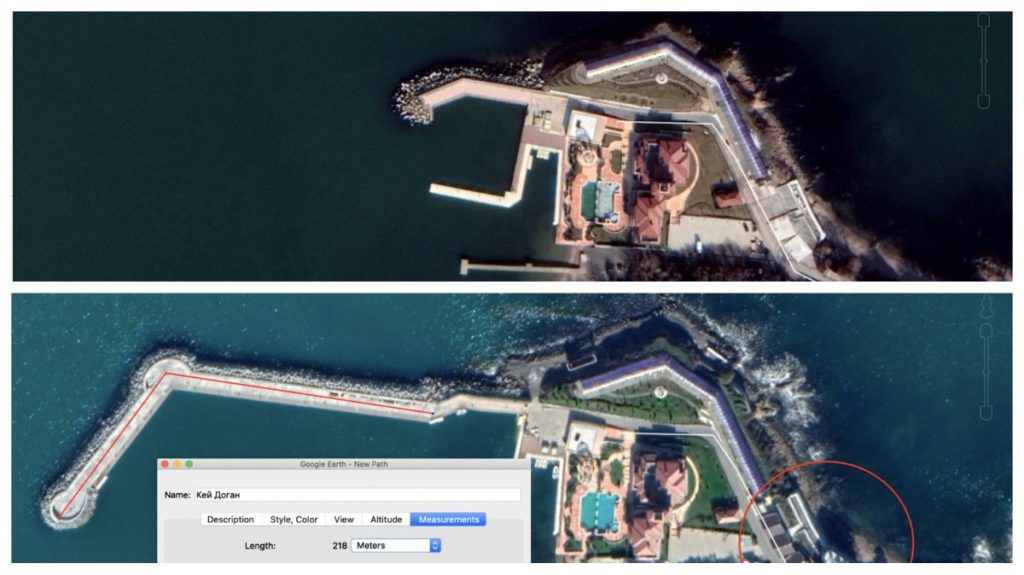 Google Earth - New Path
Name: Кей Доган
Description Style, Color View Altitude Measurements
Length: 218 Meters